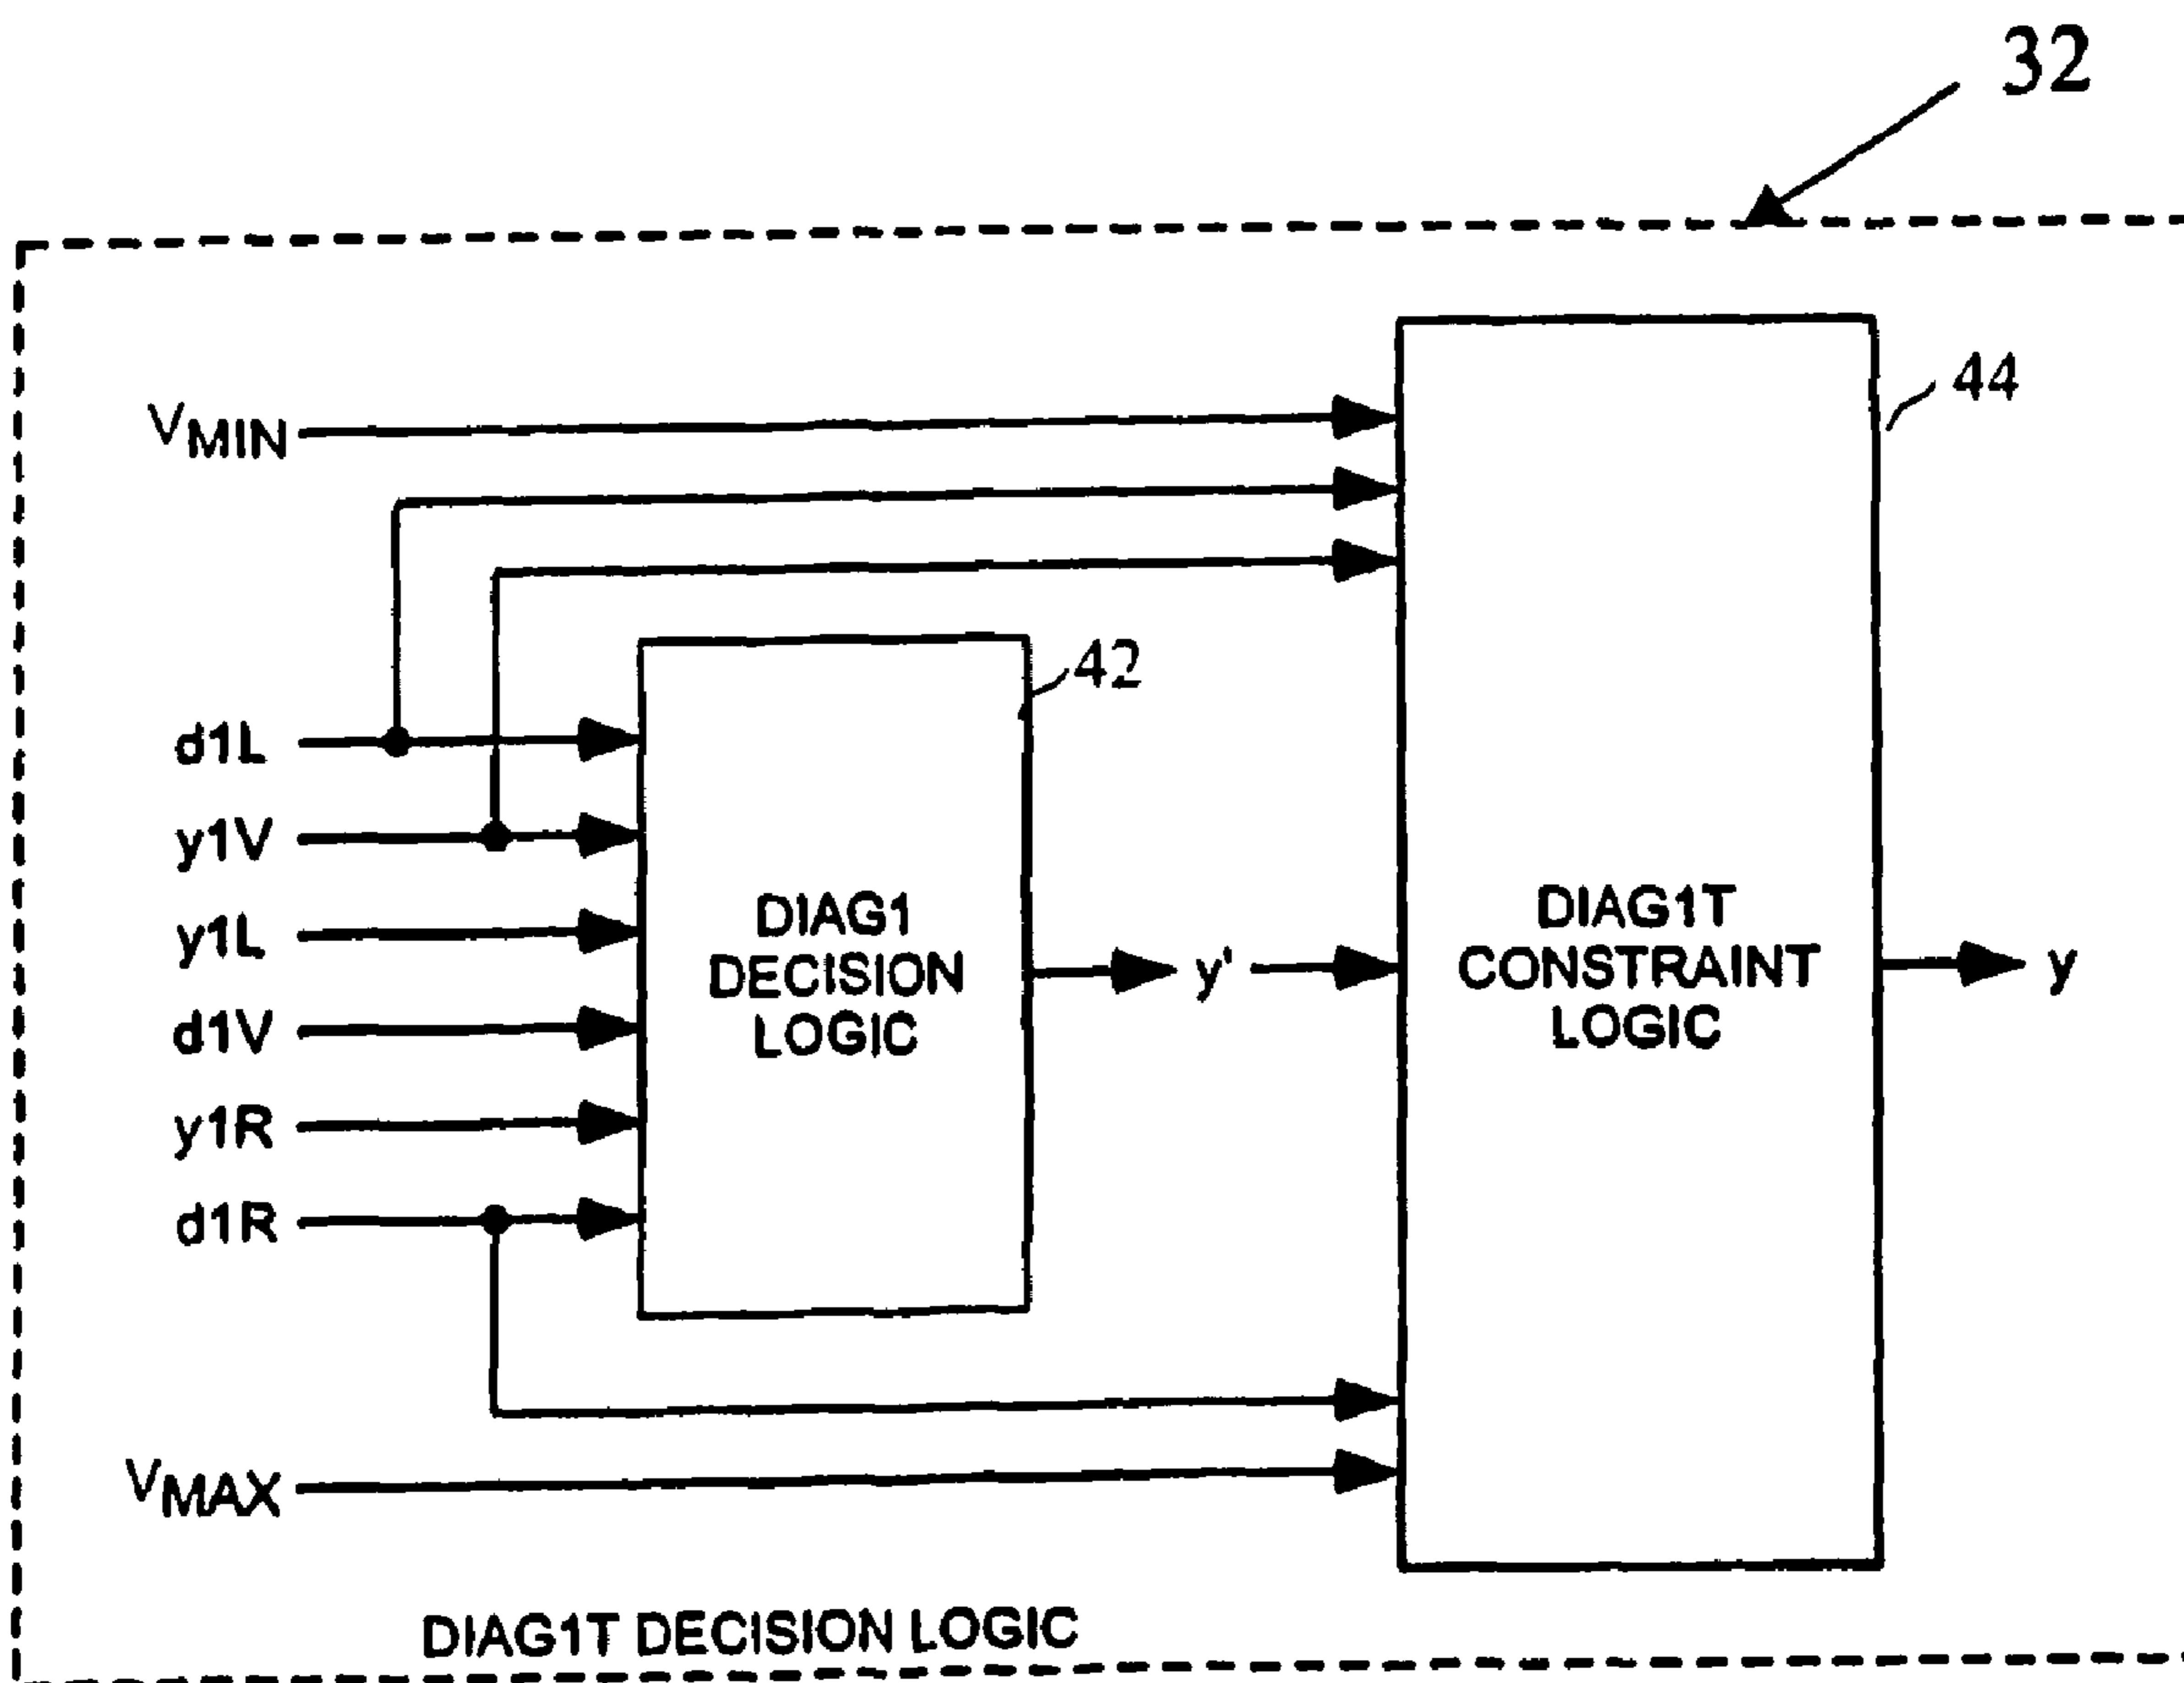 32
44
VMIN
42
d1L
y1V
y1L
d1V
y1R
d1R
DIAG1
DECISION
LOGIC
y'
DIAG1T
CONSTRAINT
LOGIC
y
VMAX
DIAG1T DECISION LOGIC